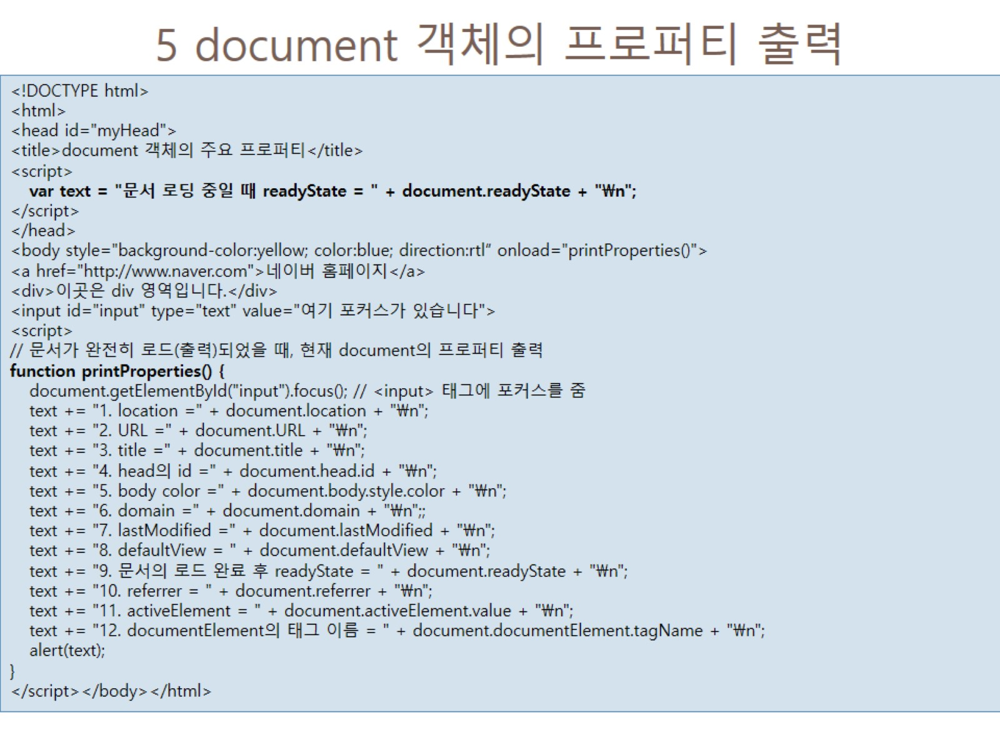 5 document 객체의 프로퍼티 출력
<!DOCTYPE html>
<html>
<head id="myHead">
<title>document 객체의 주요 프로퍼티</title>
<script>
var text = "문서 로딩 중일 때 readyState = " + document.readyState + "₩n";
</script>
</head>
<body style="background-color:yellow; color:blue; direction:rtl“ onload="printProperties()">
<a href="http://www.naver.com">네이버 홈페이지</a>
<div>이곳은 div 영역입니다.</div>
<input id="input" type="text" value="여기 포커스가 있습니다">
<script>
// 문서가 완전히 로드(출력)되었을 때, 현재 document의 프로퍼티 출력
function printProperties() {
document.getElementById("input").focus(); // <input> 태그에 포커스를 줌
text += "1. location =" + document.location + "₩n";
text += "2. URL =" + document.URL + "₩n";
text += "3. title =" + document.title + "₩n";
text += "4. head의 id =" + document.head.id + "₩n";
text += "5. body color =" + document.body.style.color + "₩n";
text += "6. domain =" + document.domain + "₩n";;
text += "7. lastModified =" + document.lastModified + "₩n";
text += "8. defaultView = " + document.defaultView + "₩n";
text += "9. 문서의 로드 완료 후 readyState = " + document.readyState + "₩n";
text += "10. referrer = " + document.referrer + "₩n";
text += "11. activeElement = " + document.activeElement.value + "₩n";
text += "12. documentElement의 태그 이름 = " + document.documentElement.tagName + "₩n";
alert(text);
}
</script></body></html>